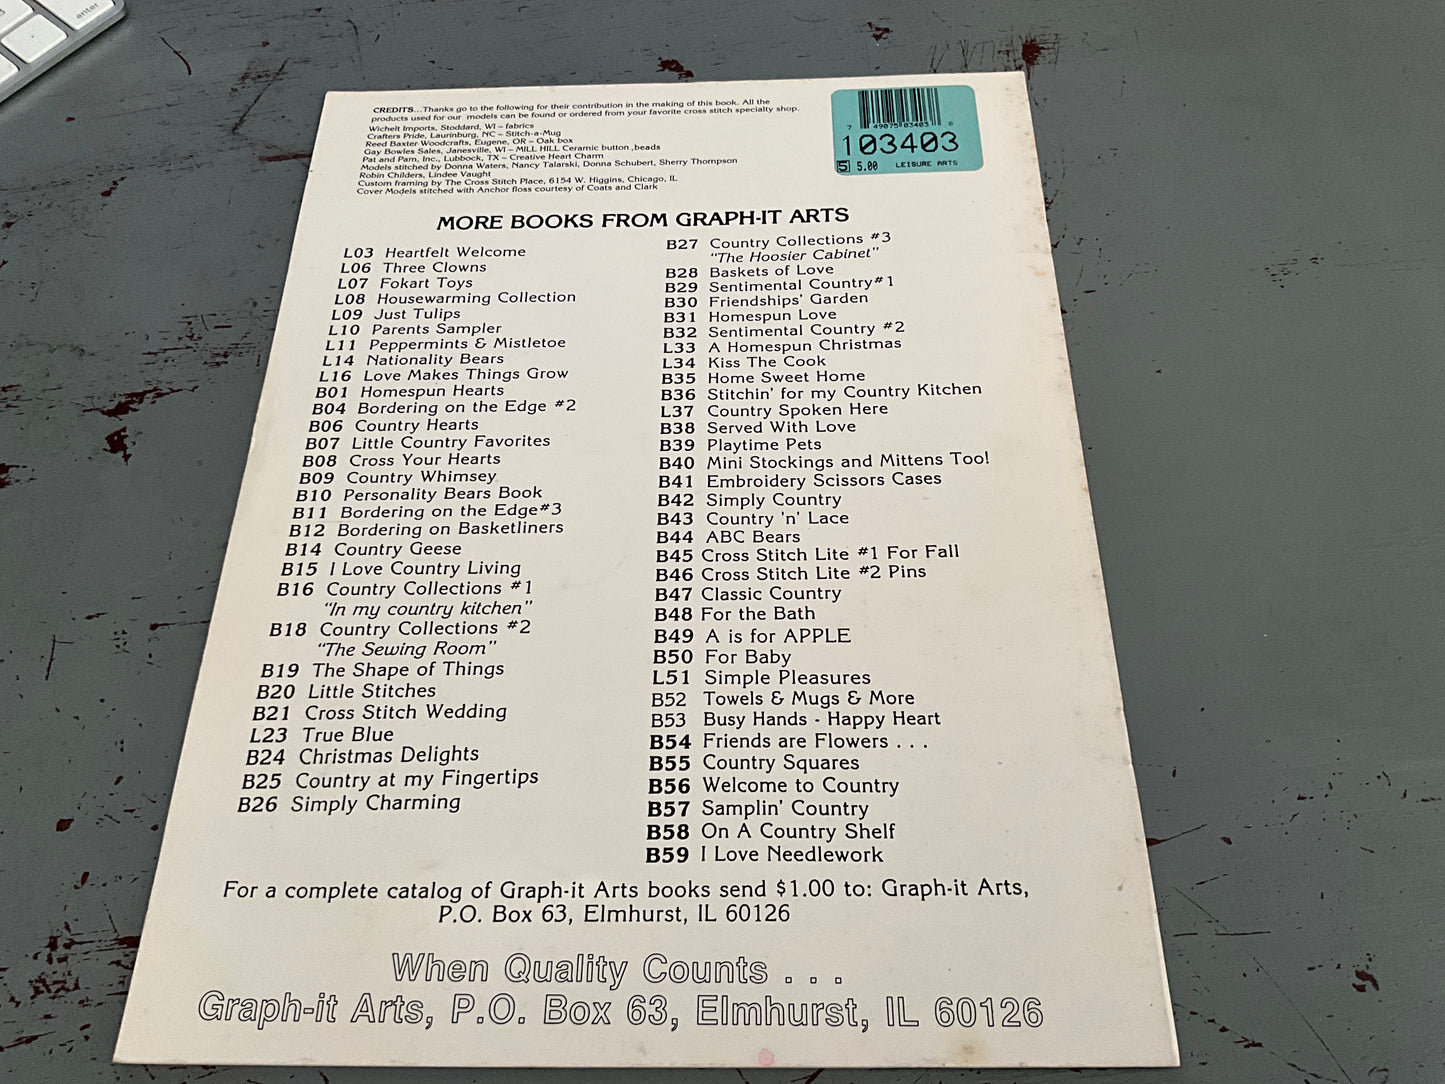 enter
CREDITS...Thanks go to the following for their contribution in the making of this book. All the
products used for our models can be found or ordered from your favorite cross stitch specialty shop.
Wichelt Imports, Stoddard, WI – fabrics
Crafters Pride, Laurinburg, NC – Stitch-a-Mug
Reed Baxter Woodcrafts, Eugene, OR – Oak box
Gay Bowles Sales, Janesville, WI – MILL HILL Ceramic button ,beads
Pat and Pam, Inc., Lubbock, TX – Creative Heart Charm
Models stitched by Donna Waters, Nancy Talarski, Donna Schubert, Sherry Thompson
Robin Childers, Lindee Vaught
Custom framing by The Cross Stitch Place, 6154 W. Higgins, Chicago, IL
Cover Models stitched with Anchor floss courtesy of Coats and Clark
7 49075 03403 8
103403
5 5.00 LEISURE ARTS
MORE BOOKS FROM GRAPH-IT ARTS
L03 Heartfelt Welcome
L06 Three Clowns
L07 Fokart Toys
L08 Housewarming Collection
L09 Just Tulips
L10 Parents Sampler
L11 Peppermints & Mistletoe
L14 Nationality Bears
L16 Love Makes Things Grow
B01 Homespun Hearts
B04 Bordering on the Edge #2
B06 Country Hearts
B07 Little Country Favorites
B08 Cross Your Hearts
B09 Country Whimsey
B10 Personality Bears Book
B11 Bordering on the Edge#3
B12 Bordering on Basketliners
B14 Country Geese
B15 I Love Country Living
B16 Country Collections #1
"In my country kitchen"
B18 Country Collections #2
"The Sewing Room"
B19 The Shape of Things
B20 Little Stitches
B21 Cross Stitch Wedding
L23 True Blue
B24 Christmas Delights
B25 Country at my Fingertips
B26 Simply Charming
B27 Country Collections #3
"The Hoosier Cabinet"
B28 Baskets of Love
B29 Sentimental Country#1
B30 Friendships' Garden
B31 Homespun Love
B32 Sentimental Country #2
L33 A Homespun Christmas
L34 Kiss The Cook
B35 Home Sweet Home
B36 Stitchin' for my Country Kitchen
L37 Country Spoken Here
B38 Served With Love
B39 Playtime Pets
B40 Mini Stockings and Mittens Too!
B41 Embroidery Scissors Cases
B42 Simply Country
B43 Country 'n' Lace
B44 ABC Bears
B45 Cross Stitch Lite #1 For Fall
B46 Cross Stitch Lite #2 Pins
B47 Classic Country
B48 For the Bath
B49 A is for APPLE
B50 For Baby
L51 Simple Pleasures
B52 Towels & Mugs & More
B53 Busy Hands - Happy Heart
B54 Friends are Flowers . . .
B55 Country Squares
B56 Welcome to Country
B57 Samplin' Country
B58 On A Country Shelf
B59 I Love Needlework
For a complete catalog of Graph-it Arts books send $1.00 to: Graph-it Arts,
P.O. Box 63, Elmhurst, IL 60126
When Quality Counts . . .
Graph-it Arts, P.O. Box 63, Elmhurst, IL 60126